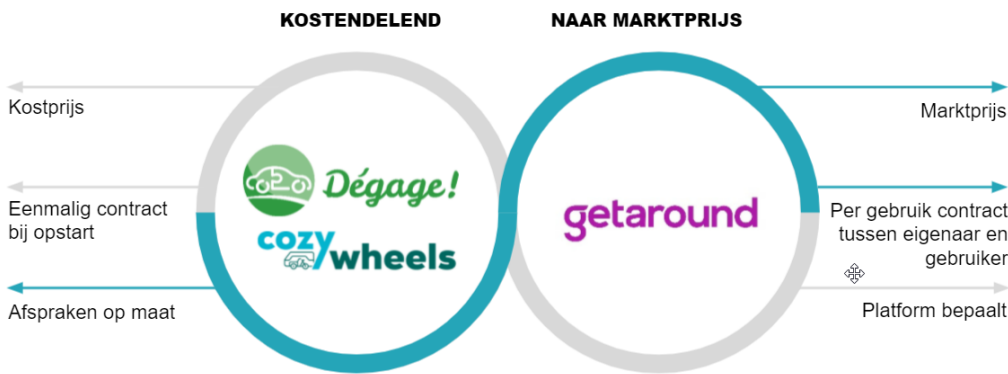 KOSTENDELEND
NAAR MARKTPRIJS
Kostprijs
Eenmalig contract
bij opstart
Afspraken op maat
Dégage!
cozy
wheels
getaround
Marktprijs
Per gebruik contract
tussen eigenaar en
gebruiker
Platform bepaalt